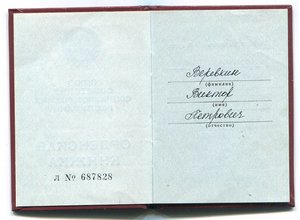 ОРДЕНСКАЯ
КНИЖКА
Л № 687828
Веревкин
(фамилия)
Виктор
(имя)
Петрович
(отчество)